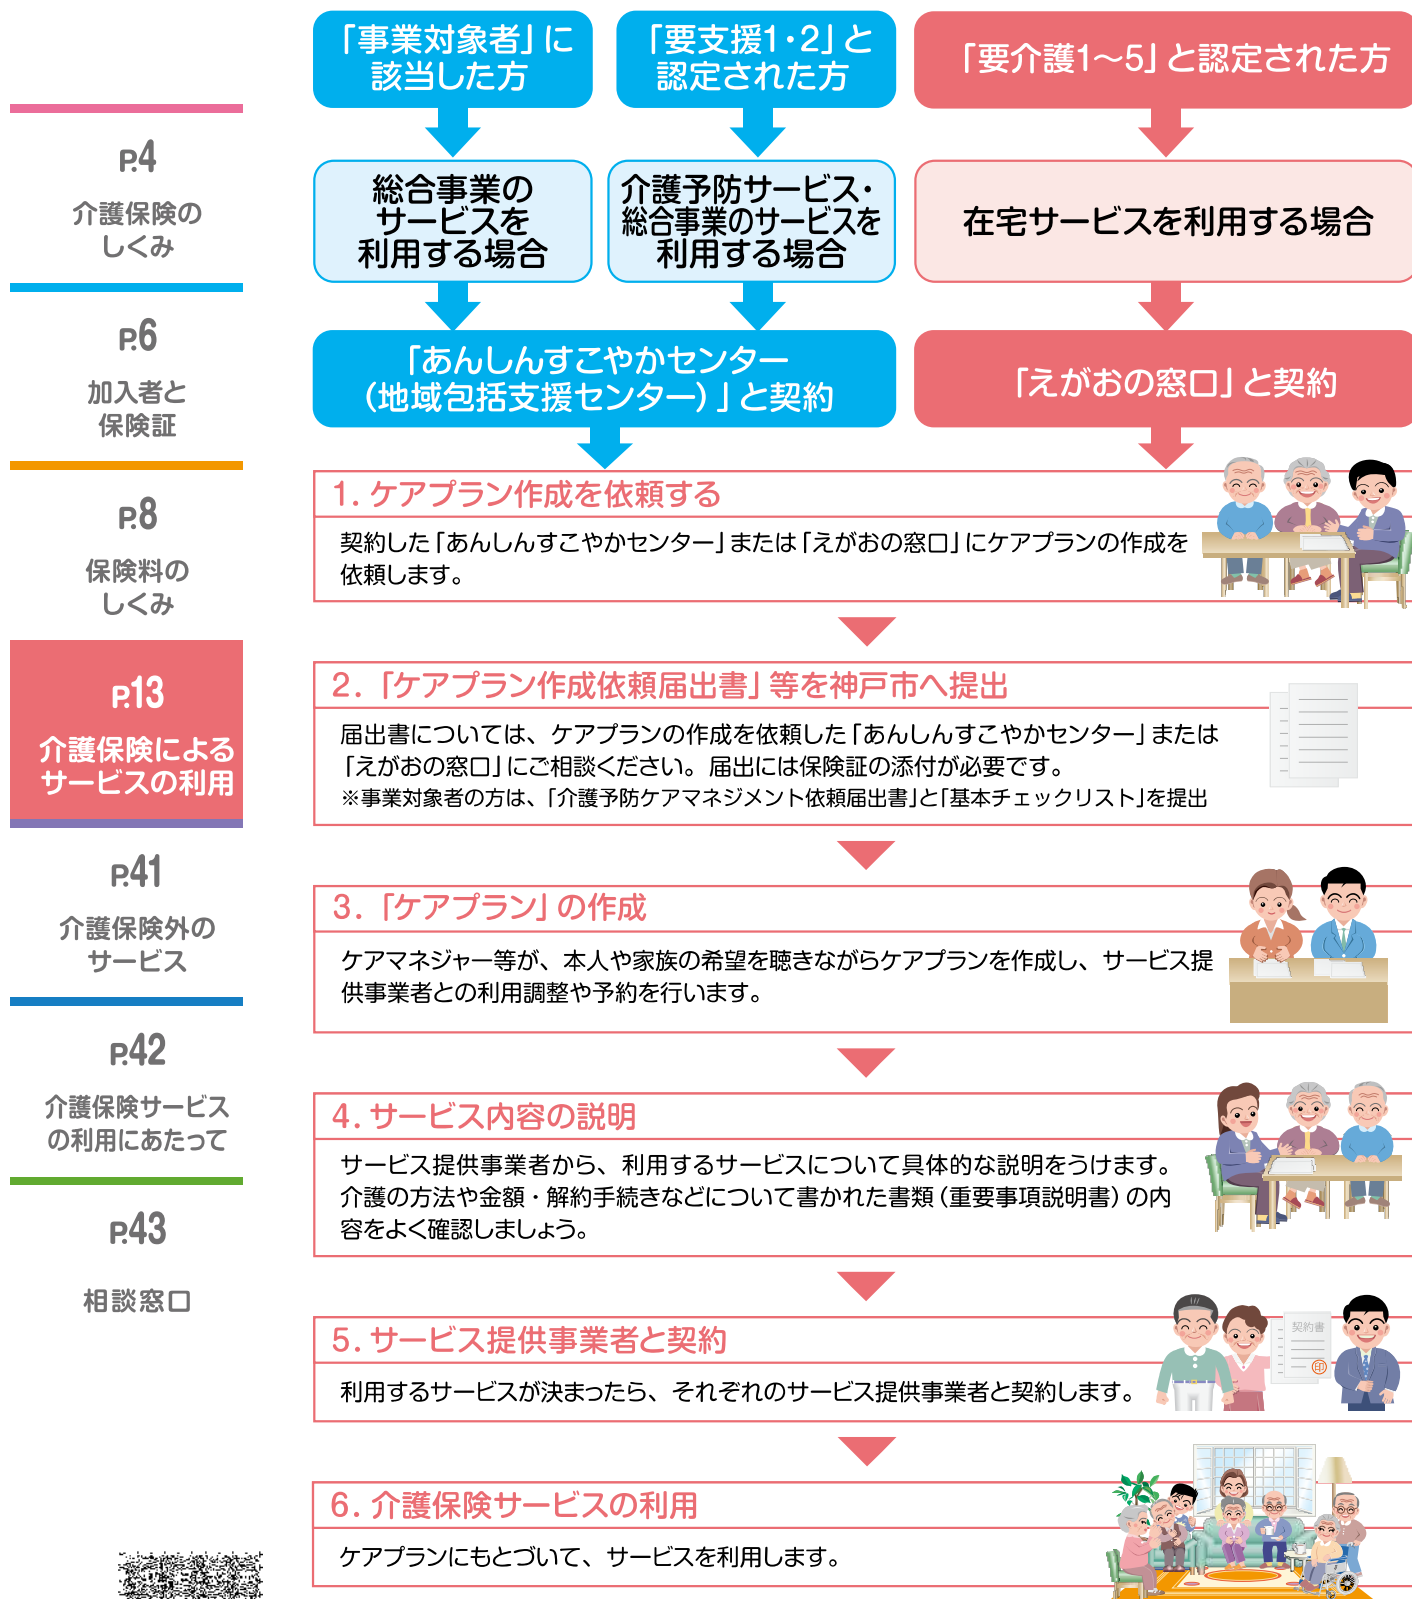 P.4
介護保険の
しくみ
P.6
加入者と
保険証
P.8
保険料の
しくみ
P.13
介護保険による
サービスの利用
P.41
介護保険外の
サービス
P.42
介護保険サービス
の利用にあたって
P.43
相談窓口
「事業対象者」に
該当した方
「要支援1・2」と
認定された方
「要介護1～5」と認定された方
総合事業の
サービスを
利用する場合
介護予防サービス・
総合事業のサービスを
利用する場合
在宅サービスを利用する場合
「あんしんすこやかセンター
(地域包括支援センター)」と契約
「えがおの窓口」と契約
1. ケアプラン作成を依頼する
契約した「あんしんすこやかセンター」または「えがおの窓口」にケアプランの作成を
依頼します。
2. 「ケアプラン作成依頼届出書」等を神戸市へ提出
届出書については、ケアプランの作成を依頼した「あんしんすこやかセンター」または
「えがおの窓口」にご相談ください。届出には保険証の添付が必要です。
※事業対象者の方は、「介護予防ケアマネジメント依頼届出書」と「基本チェックリスト」を提出
3. 「ケアプラン」の作成
ケアマネジャー等が、本人や家族の希望を聴きながらケアプランを作成し、サービス提
供事業者との利用調整や予約を行います。
4. サービス内容の説明
サービス提供事業者から、利用するサービスについて具体的な説明をうけます。
介護の方法や金額・解約手続きなどについて書かれた書類(重要事項説明書)の内
容をよく確認しましょう。
5. サービス提供事業者と契約
契約書
印
利用するサービスが決まったら、それぞれのサービス提供事業者と契約します。
6. 介護保険サービスの利用
ケアプランにもとづいて、サービスを利用します。